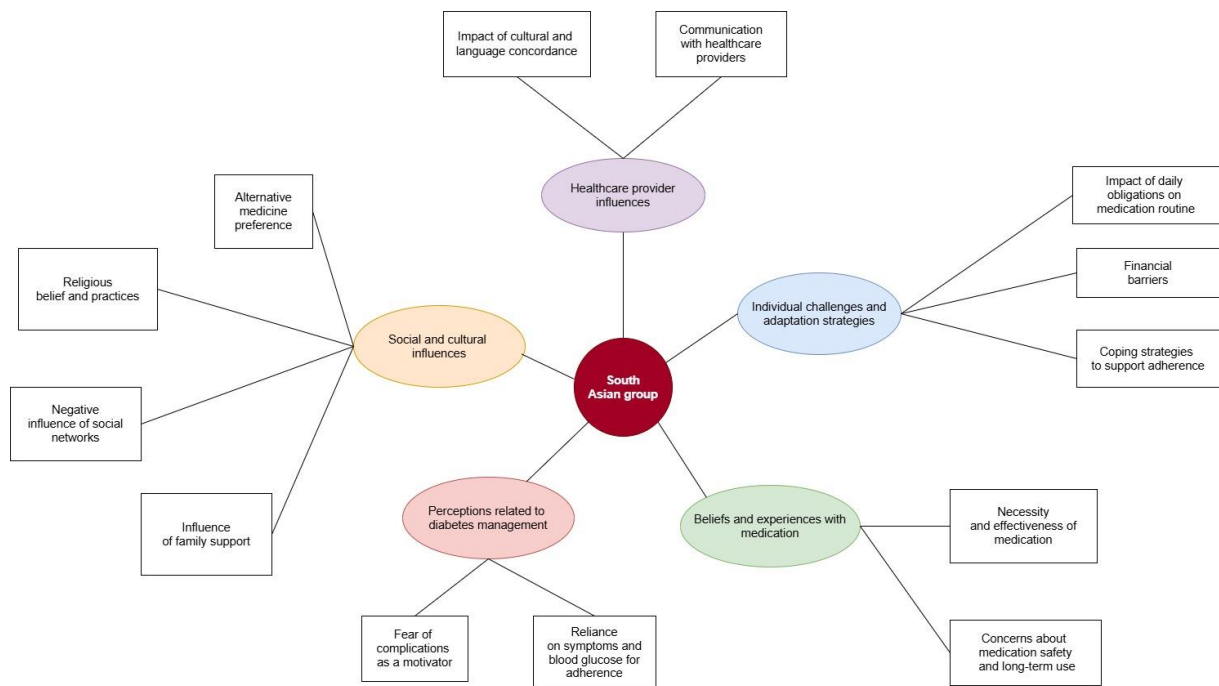 Impact of cultural and
language concordance
Communication
with healthcare
providers
Healthcare provider
influences
Alternative
medicine
preference
Religious
belief and practices
Social and cultural
influences
Negative
influence of social
networks
Influence
of family support
South
Asian group
Individual challenges and
adaptation strategies
Impact of daily
obligations on
medication routine
Financial
barriers
Coping strategies
to support adherence
Perceptions related to
diabetes management
Fear of
complications
as a motivator
Reliance
on symptoms and
blood glucose for
adherence
Beliefs and experiences with
medication
Necessity
and effectiveness of
medication
Concerns about
medication safety
and long-term use